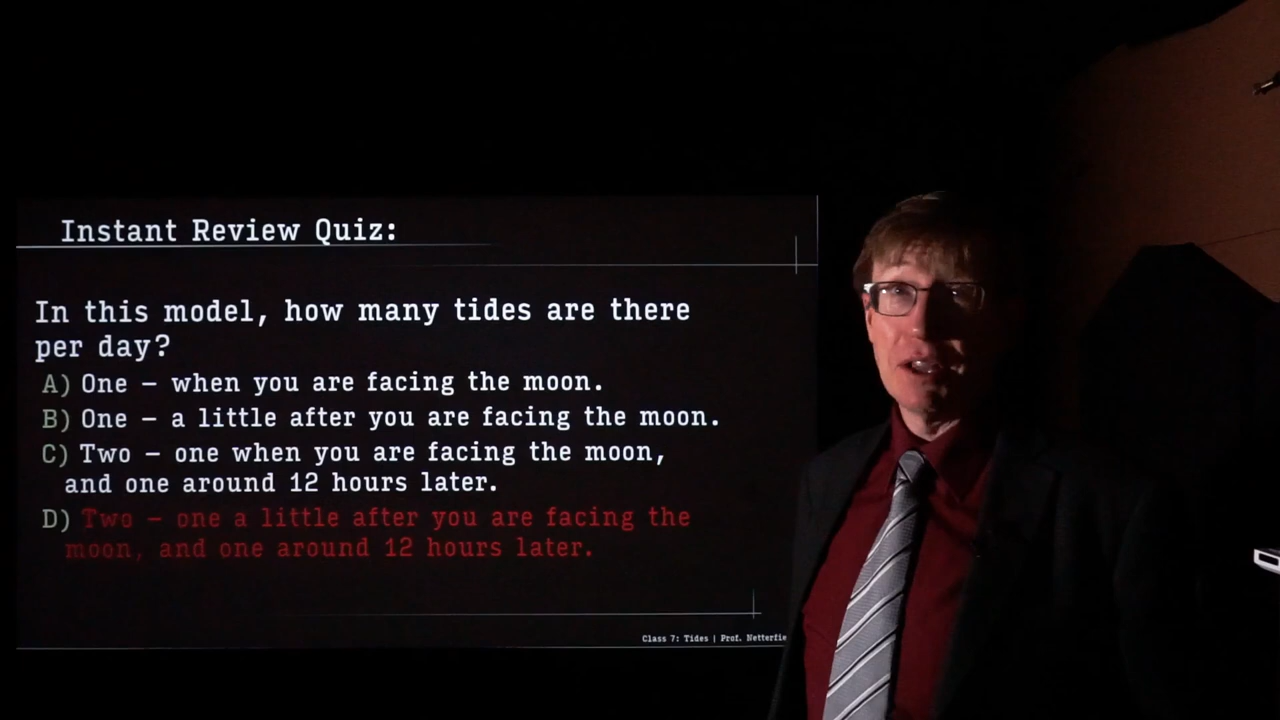 Instant Review Quiz:
In this model, how many tides are there
per day?
A) One – when you are facing the moon.
B) One – a little after you are facing the moon.
C) Two – one when you are facing the moon,
and one around 12 hours later.
D) Two – one a little after you are facing the
moon, and one around 12 hours later.
Class 7: Tides | Prof. Netterfie